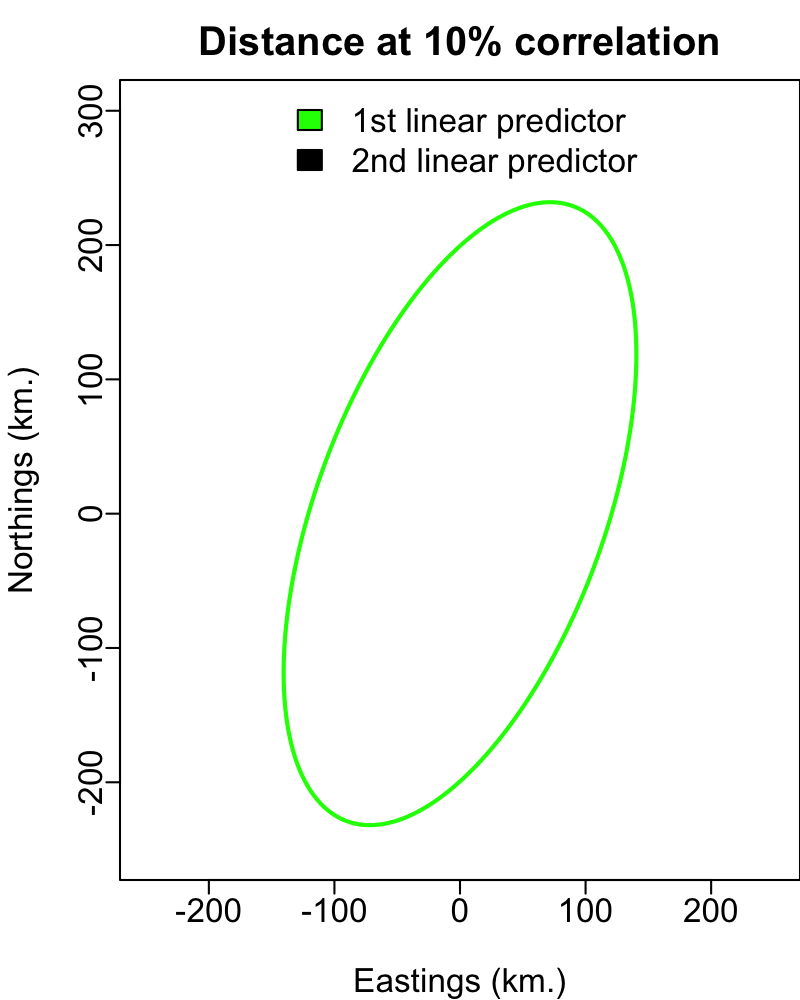 Distance at 10% correlation
1st linear predictor
2nd linear predictor
300
200
100
0
-100
-200
Northings (km.)
-200 -100 0 100 200
Eastings (km.)